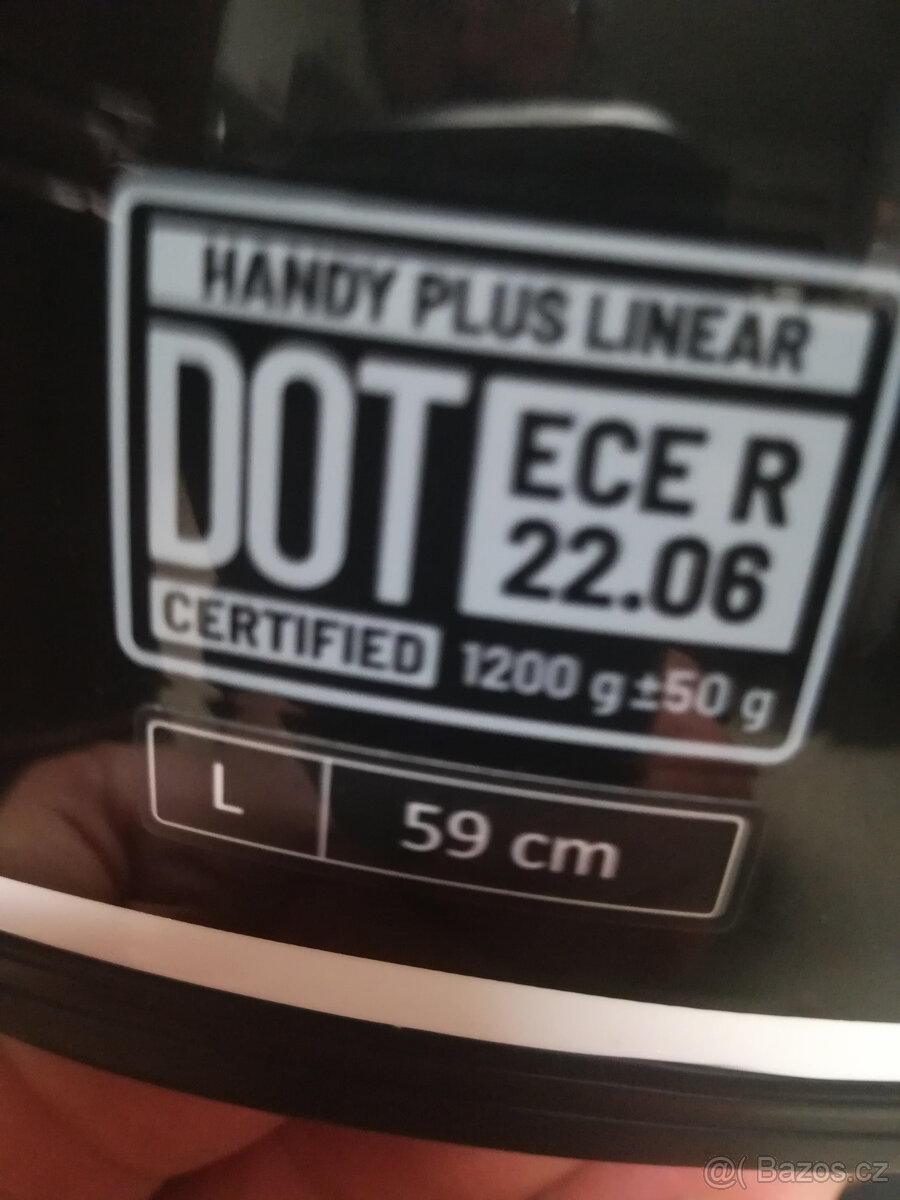 HANDY PLUS LINEAR
DOT
ECE R
22.06
CERTIFIED
1200 g ±50 g
L
59 cm
@( Bazos.cz